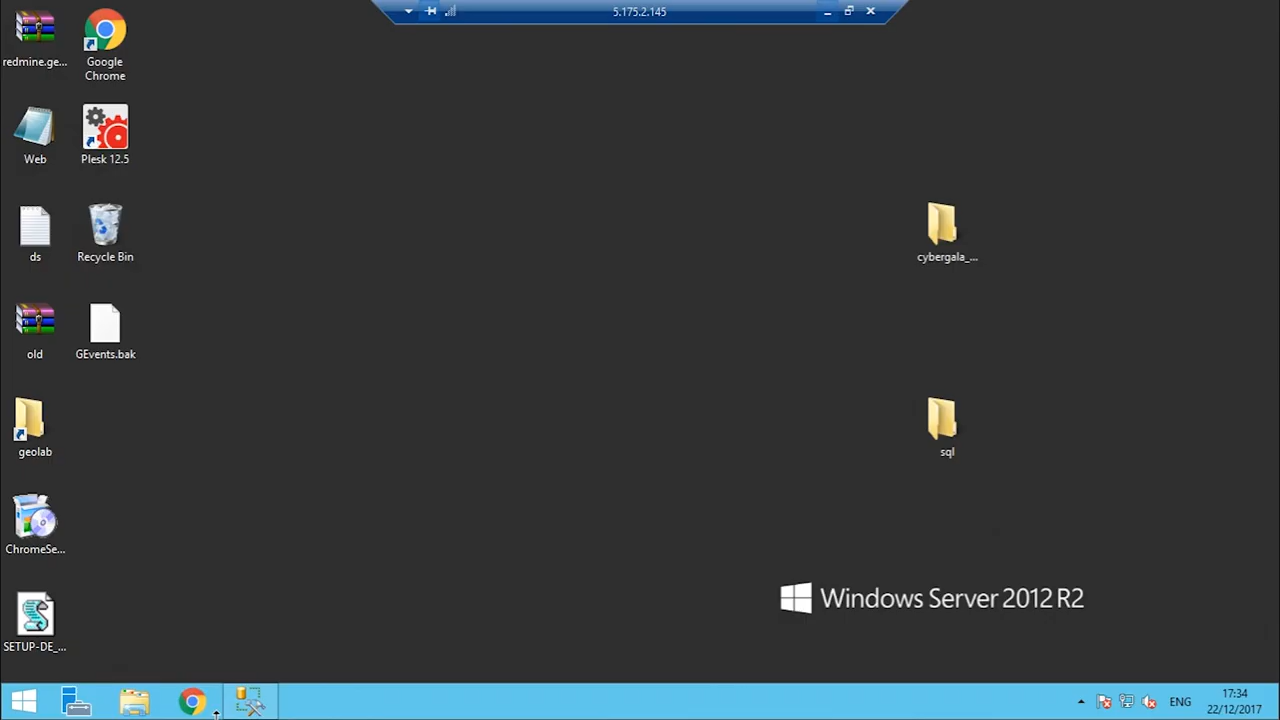 5.175.2.145
redmine.ge...
Google
Chrome
Web
Plesk 12.5
ds
Recycle Bin
cybergala_...
old
GEvents.bak
geolab
sql
ChromeSe...
Windows Server 2012 R2
SETUP-DE_...
ENG
17:34
22/12/2017